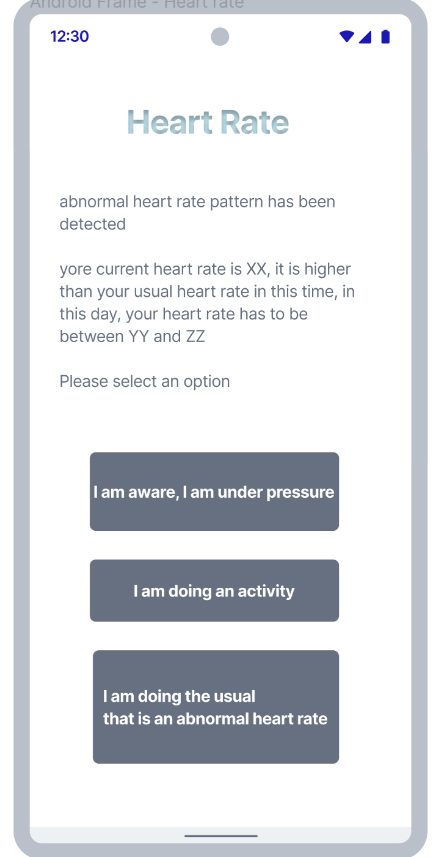 Android Frame - Heart rate
12:30
Heart Rate
abnormal heart rate pattern has been
detected
yore current heart rate is XX, it is higher
than your usual heart rate in this time, in
this day, your heart rate has to be
between YY and ZZ
Please select an option
I am aware, I am under pressure
I am doing an activity
I am doing the usual
that is an abnormal heart rate